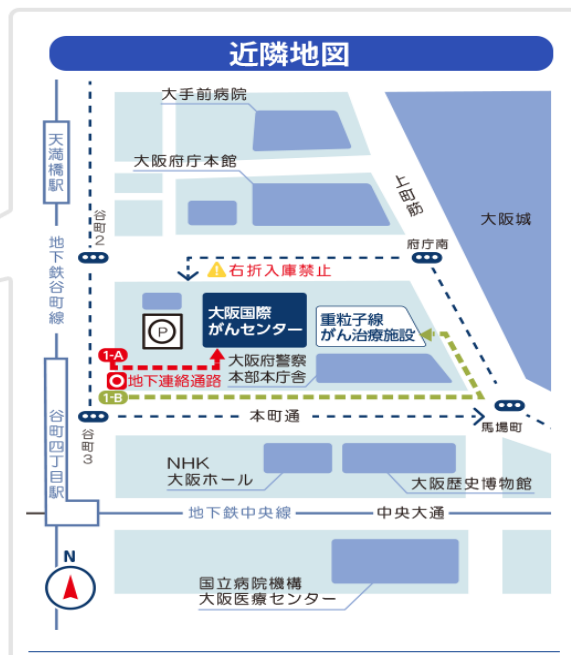 近隣地図
大手前病院
天満橋駅
大阪府庁本館
上町筋
大阪城
谷町2
府庁南
地下鉄谷町線
⚠右折入庫禁止
大阪国際
がんセンター
重粒子線
がん治療施設
P
1-A
大阪府警察
本部本庁舎
地下連絡通路
1-B
本町通
谷町3
馬場町
谷町四丁目駅
NHK
大阪ホール
大阪歴史博物館
地下鉄中央線
中央大通
N
国立病院機構
大阪医療センター